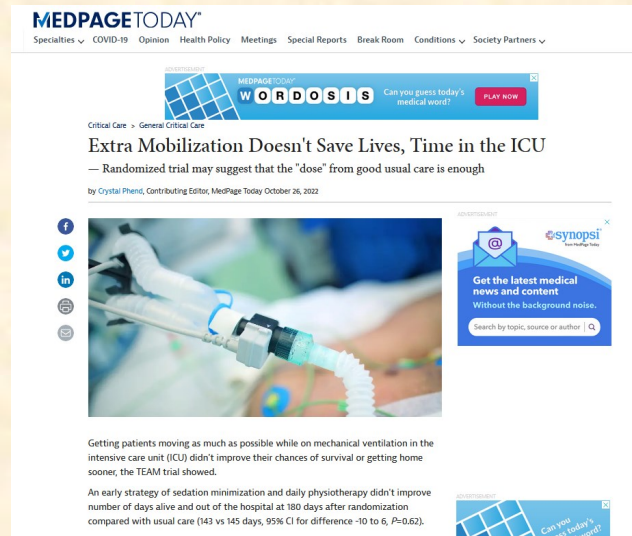 MEDPAGETODAY®
Specialties COVID-19 Opinion Health Policy Meetings Special Reports Break Room Conditions Society Partners
ADVERTISEMENT
MEDPAGETODAY
WORDOSIS
Can you guess today's
medical word?
PLAY NOW
Critical Care > General Critical Care
Extra Mobilization Doesn't Save Lives, Time in the ICU
— Randomized trial may suggest that the "dose" from good usual care is enough
by Crystal Phend, Contributing Editor, MedPage Today October 26, 2022
ADVERTISEMENT
synopsi
from MedPage Today
Get the latest medical
news and content
Without the background noise.
Search by topic, source or author
Getting patients moving as much as possible while on mechanical ventilation in the
intensive care unit (ICU) didn't improve their chances of survival or getting home
sooner, the TEAM trial showed.
An early strategy of sedation minimization and daily physiotherapy didn't improve
number of days alive and out of the hospital at 180 days after randomization
compared with usual care (143 vs 145 days, 95% CI for difference -10 to 6, P=0.62).
ADVERTISEMENT
Can you
today's
word?